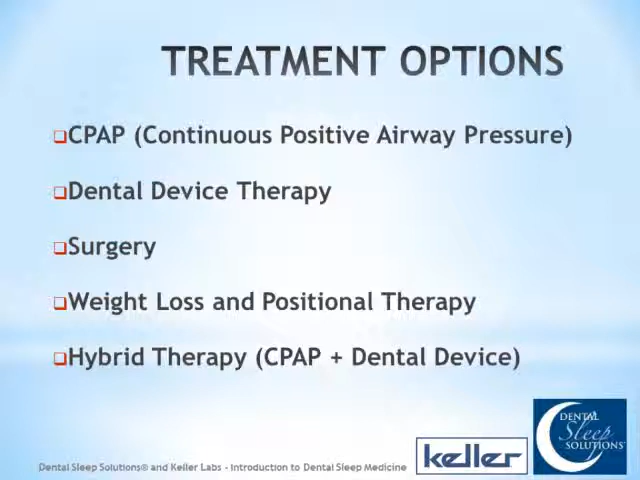 TREATMENT OPTIONS
CPAP (Continuous Positive Airway Pressure)
Dental Device Therapy
Surgery
Weight Loss and Positional Therapy
Hybrid Therapy (CPAP + Dental Device)
Dental Sleep Solutions® and Keller Labs - Introduction to Dental Sleep Medicine
keller
DENTAL
Sleep
SOLUTIONS